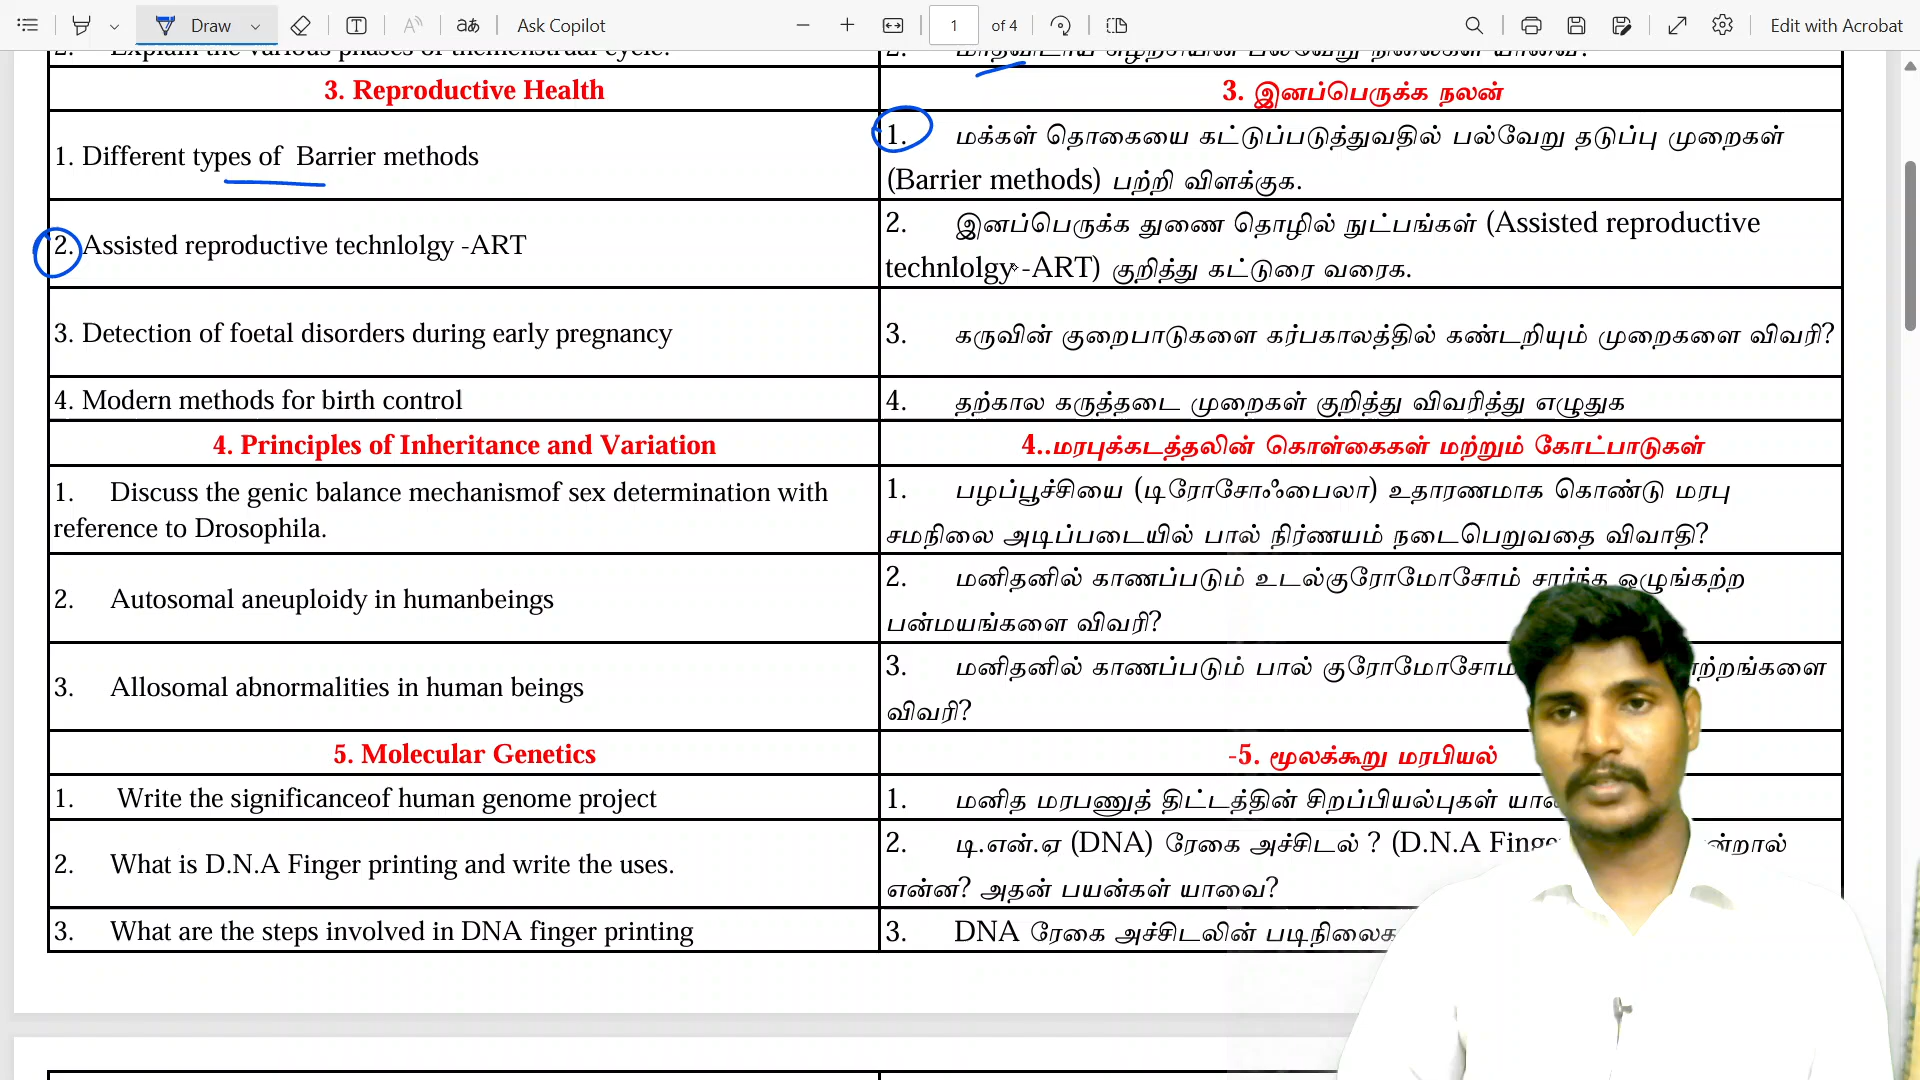 Draw
Ask Copilot
1
of 4
Edit with Acrobat
3. Reproductive Health
3. இனப்பெருக்க நலன்
1. Different types of Barrier methods
1. மக்கள் தொகையை கட்டுப்படுத்துவதில் பல்வேறு தடுப்பு முறைகள்
(Barrier methods) பற்றி விளக்குக.
2. Assisted reproductive technlolgy -ART
2. இனப்பெருக்க துணை தொழில் நுட்பங்கள் (Assisted reproductive
technlolgy -ART) குறித்து கட்டுரை வரைக.
3. Detection of foetal disorders during early pregnancy
3. கருவின் குறைபாடுகளை கர்பகாலத்தில் கண்டறியும் முறைகளை விவரி?
4. Modern methods for birth control
4. தற்கால கருத்தடை முறைகள் குறித்து விவரித்து எழுதுக
4. Principles of Inheritance and Variation
4..மரபுக்கடத்தலின் கொள்கைகள் மற்றும் கோட்பாடுகள்
1. Discuss the genic balance mechanismof sex determination with
reference to Drosophila.
1. பழப்பூச்சியை (டிரோசோஃபைலா) உதாரணமாக கொண்டு மரபு
சமநிலை அடிப்படையில் பால் நிர்ணயம் நடைபெறுவதை விவாதி?
2. Autosomal aneuploidy in humanbeings
2. மனிதனில் காணப்படும் உடல்குரோமோசோம் சார்ந்த ஒழுங்கற்ற
பன்மயங்களை விவரி?
3. Allosomal abnormalities in human beings
3. மனிதனில் காணப்படும் பால்
விவரி?
5. Molecular Genetics
-5. மூலக்கூறு மரபியல்
1. Write the significanceof human genome project
1. மனித மரபணுத் திட்டத்தின் சிறப்பியல்புகள்
2. What is D.N.A Finger printing and write the uses.
2. டி.என்.ஏ (DNA) ரேகை அச்சிடல் ? (D.N.A
என்ன? அதன் பயன்கள் யாவை?
3. What are the steps involved in DNA finger printing
3. DNA ரேகை அச்சிடலின்